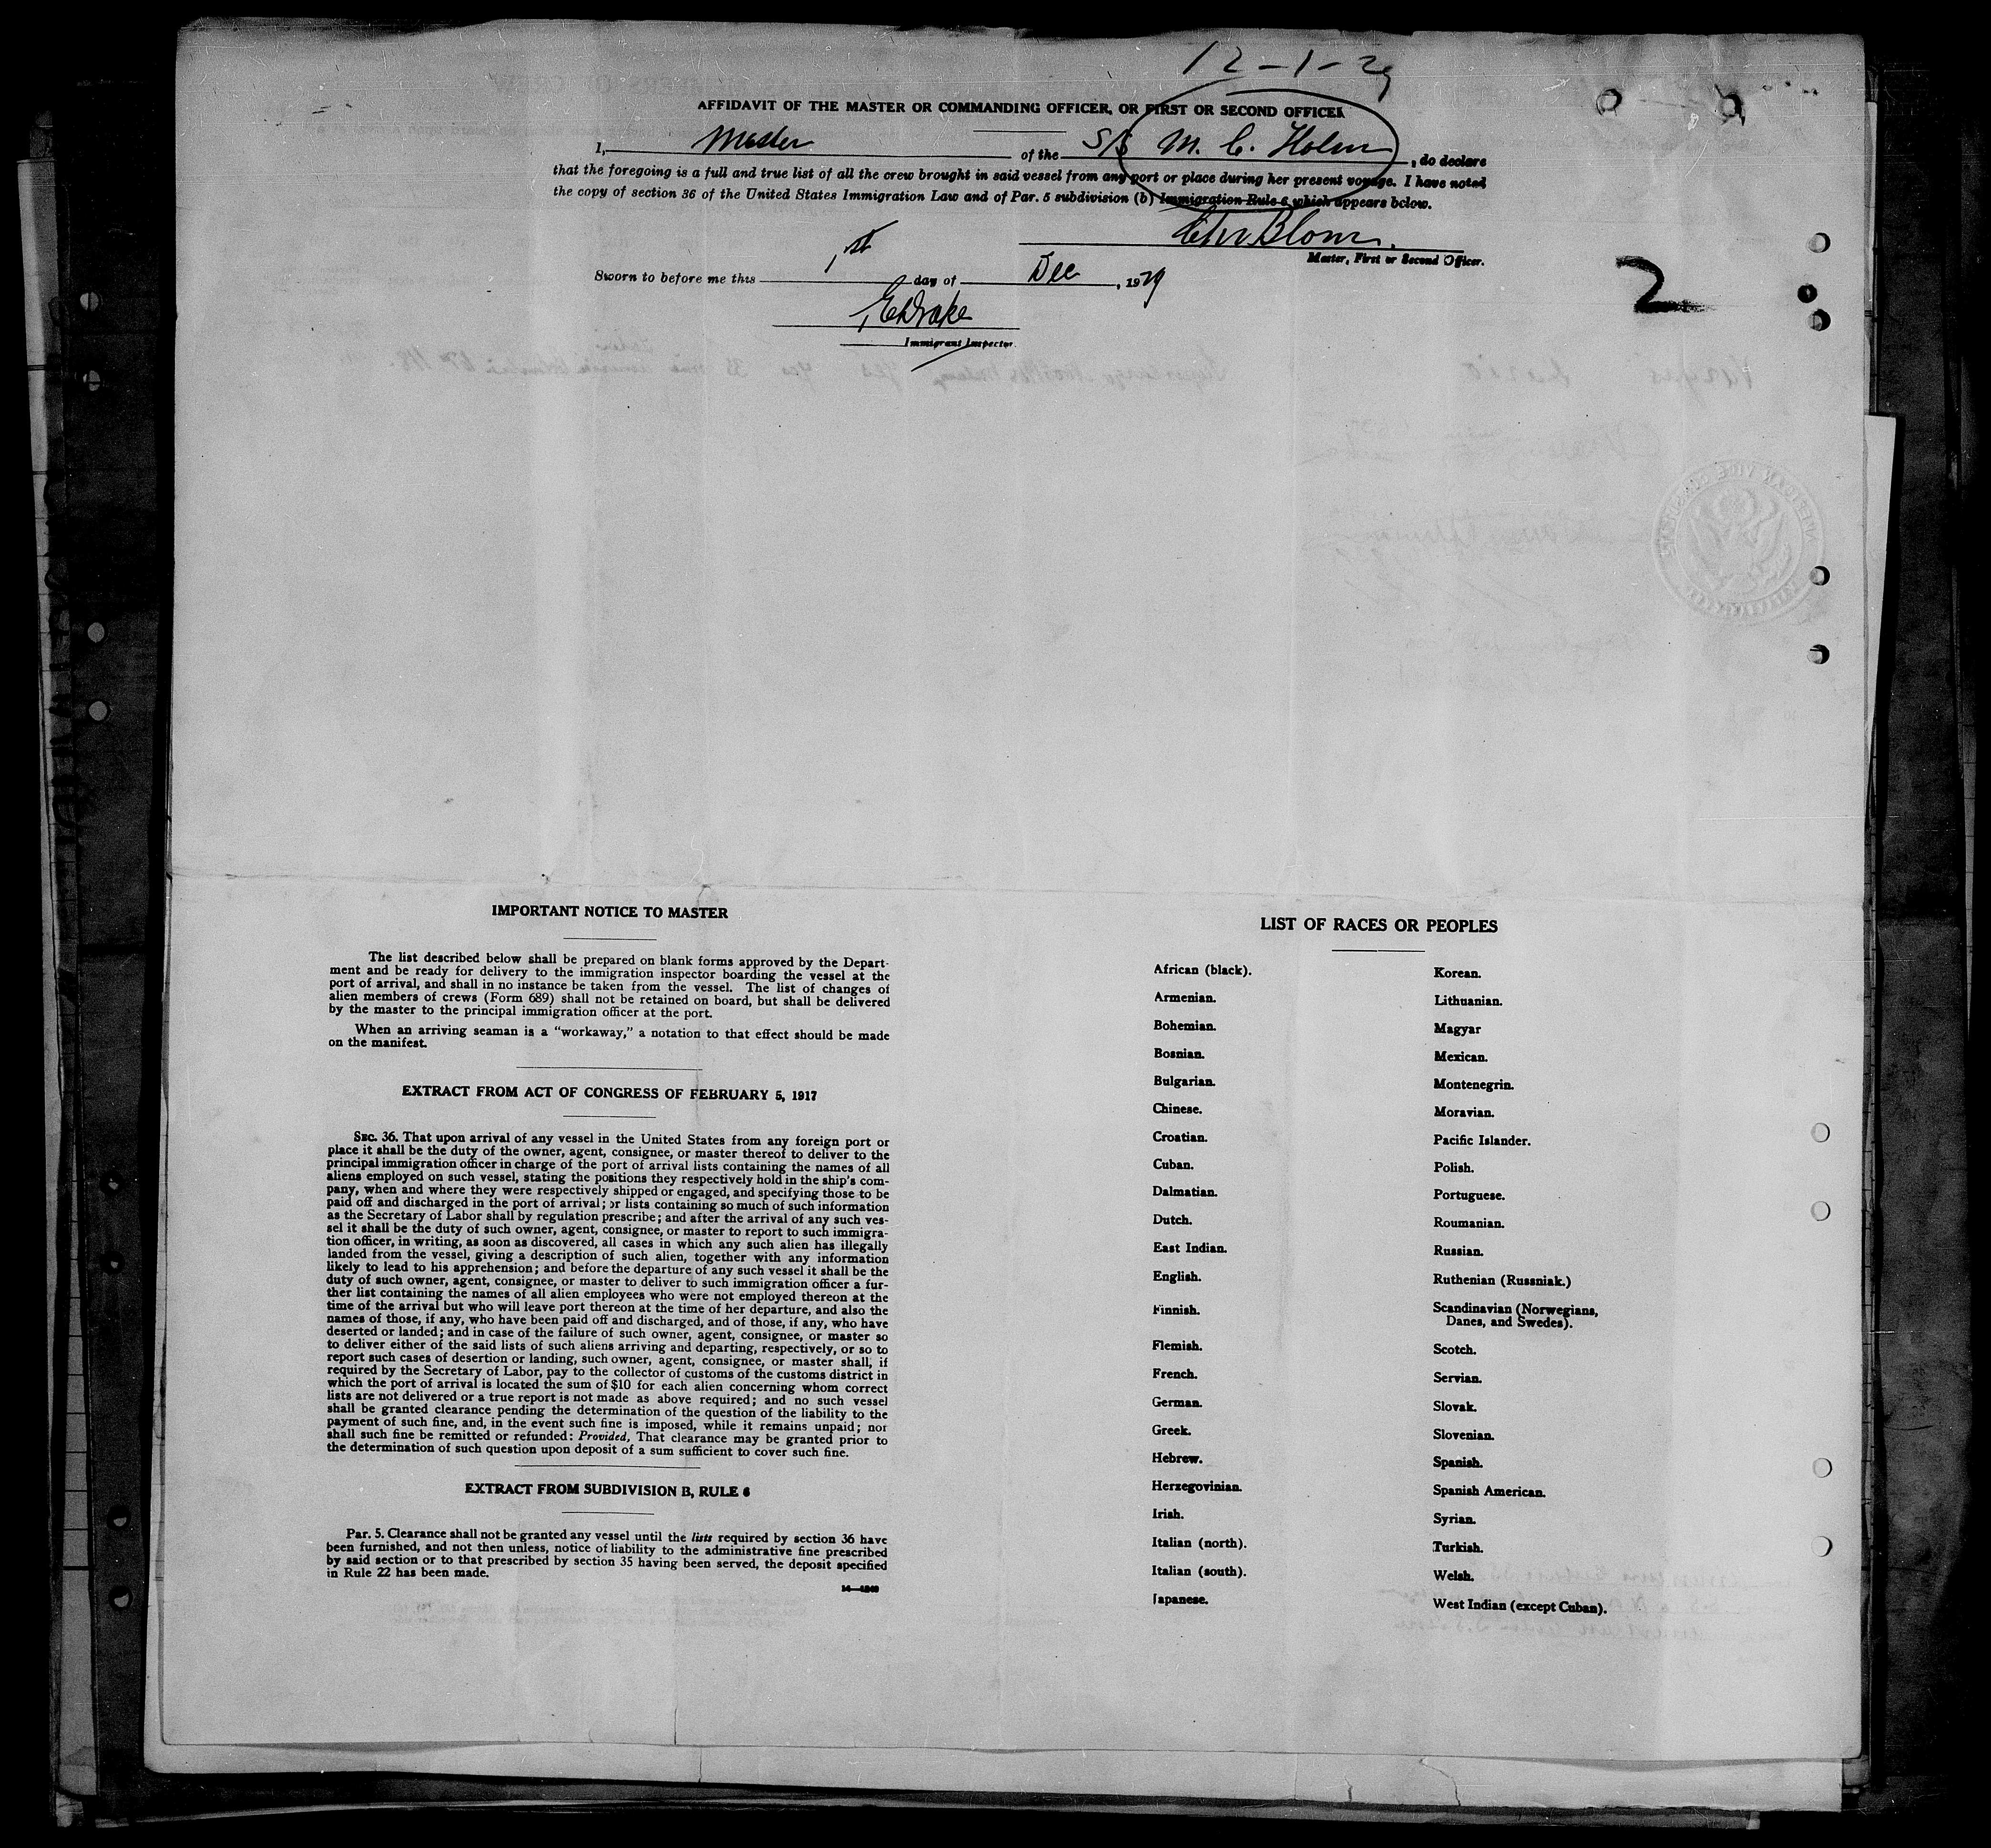 12-1-29
AFFIDAVIT OF THE MASTER OR COMMANDING OFFICER, OR FIRST OR SECOND OFFICER
I, Master of the S/S M. C. Holm, do declare
that the foregoing is a full and true list of all the crew brought in said vessel from any port or place during her present voyage. I have noted
the copy of section 36 of the United States Immigration Law and of Par. 5 subdivision (b) Immigration Rule 6 which appears below.
Chr Blom.
Master, First or Second Officer.
Sworn to before me this 1st day of Dec, 1929
2
Drake
Immigrant Inspector.
IMPORTANT NOTICE TO MASTER
The list described below shall be prepared on blank forms approved by the Depart-
ment and be ready for delivery to the immigration inspector boarding the vessel at the
port of arrival, and shall in no instance be taken from the vessel. The list of changes of
alien members of crews (Form 689) shall not be retained on board, but shall be delivered
by the master to the principal immigration officer at the port.
When an arriving seaman is a "workaway," a notation to that effect should be made
on the manifest.
EXTRACT FROM ACT OF CONGRESS OF FEBRUARY 5, 1917
SEC. 36. That upon arrival of any vessel in the United States from any foreign port or
place it shall be the duty of the owner, agent, consignee, or master thereof to deliver to the
principal immigration officer in charge of the port of arrival lists containing the names of all
aliens employed on such vessel, stating the positions they respectively hold in the ship's com-
pany, when and where they were respectively shipped or engaged, and specifying those to be
paid off and discharged in the port of arrival; or lists containing so much of such information
as the Secretary of Labor shall by regulation prescribe; and after the arrival of any such ves-
sel it shall be the duty of such owner, agent, consignee, or master to report to such immigra-
tion officer, in writing, as soon as discovered, all cases in which any such alien has illegally
landed from the vessel, giving a description of such alien, together with any information
likely to lead to his apprehension; and before the departure of any such vessel it shall be the
duty of such owner, agent, consignee, or master to deliver to such immigration officer a fur-
ther list containing the names of all alien employees who were not employed thereon at the
time of the arrival but who will leave port thereon at the time of her departure, and also the
names of those, if any, who have been paid off and discharged, and of those, if any, who have
deserted or landed; and in case of the failure of such owner, agent, consignee, or master so
to deliver either of the said lists of such aliens arriving and departing, respectively, or so to
report such cases of desertion or landing, such owner, agent, consignee, or master shall, if
required by the Secretary of Labor, pay to the collector of customs of the customs district in
which the port of arrival is located the sum of $10 for each alien concerning whom correct
lists are not delivered or a true report is not made as above required; and no such vessel
shall be granted clearance pending the determination of the question of the liability to the
payment of such fine, and, in the event such fine is imposed, while it remains unpaid; nor
shall such fine be remitted or refunded: Provided, That clearance may be granted prior to
the determination of such question upon deposit of a sum sufficient to cover such fine.
EXTRACT FROM SUBDIVISION B, RULE 6
Par. 5. Clearance shall not be granted any vessel until the lists required by section 36 have
been furnished, and not then unless, notice of liability to the administrative fine prescribed
by said section or to that prescribed by section 35 having been served, the deposit specified
in Rule 22 has been made.
LIST OF RACES OR PEOPLES
African (black).
Armenian.
Bohemian.
Bosnian.
Bulgarian.
Chinese.
Croatian.
Cuban.
Dalmatian.
Dutch.
East Indian.
English.
Finnish.
Flemish.
French.
German.
Greek.
Hebrew.
Herzegovinian.
Irish.
Italian (north).
Italian (south).
Japanese.
Korean.
Lithuanian.
Magyar
Mexican.
Montenegrin.
Moravian.
Pacific Islander.
Polish.
Portuguese.
Roumanian.
Russian.
Ruthenian (Russniak.)
Scandinavian (Norwegians,
Danes, and Swedes).
Scotch.
Servian.
Slovak.
Slovenian.
Spanish.
Spanish American.
Syrian.
Turkish.
Welsh.
West Indian (except Cuban).